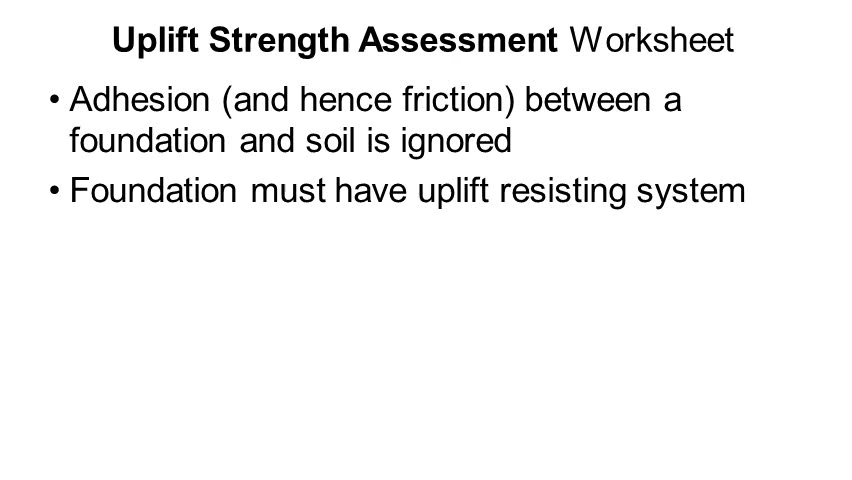 Uplift Strength Assessment Worksheet
• Adhesion (and hence friction) between a
foundation and soil is ignored
• Foundation must have uplift resisting system